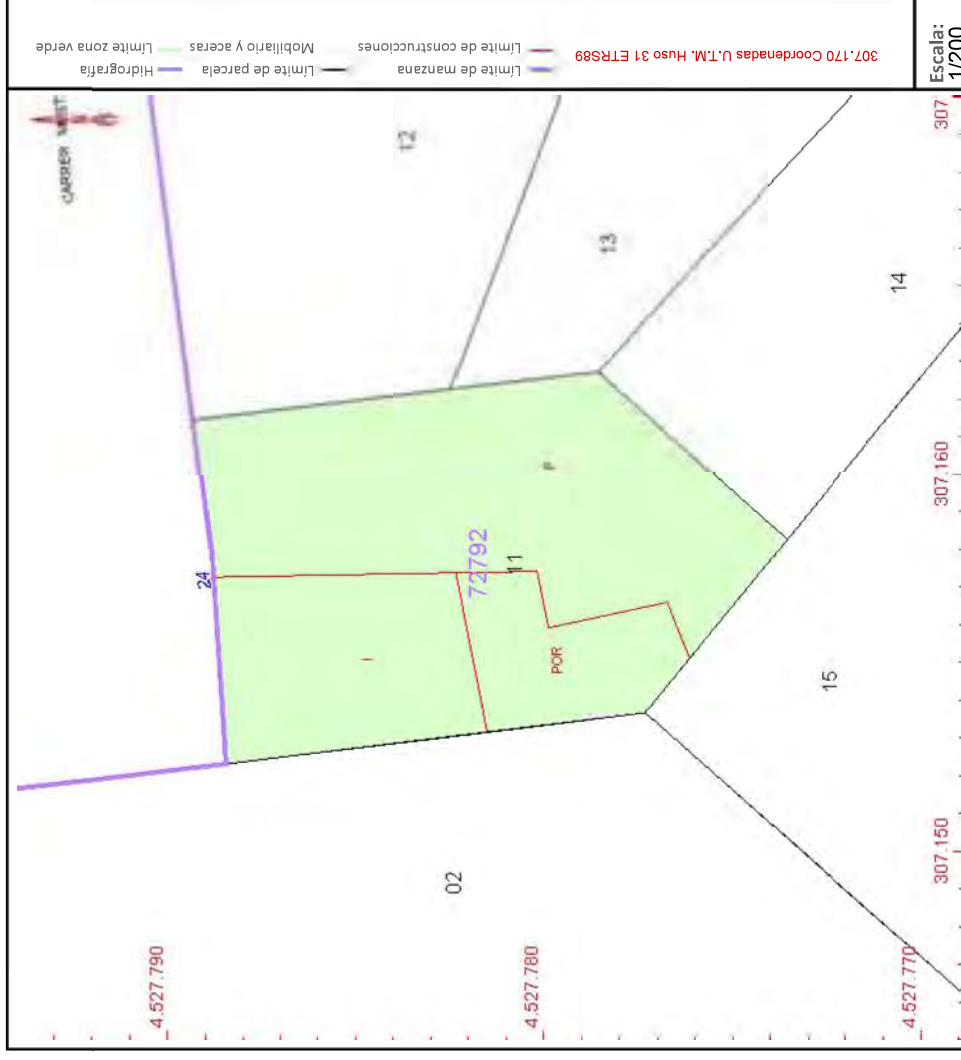 Límite de manzana
Límite de parcela
Hidrografía
Límite de construcciones
Mobiliario y aceras
Límite zona verde
307.170 Coordenadas U.T.M. Huso 31 ETRS89
Escala:
1/200
CARRER
12
13
14
15
02
24
72792
11
I
P
POR
4.527.790
4.527.780
4.527.770
307.150
307.160
307